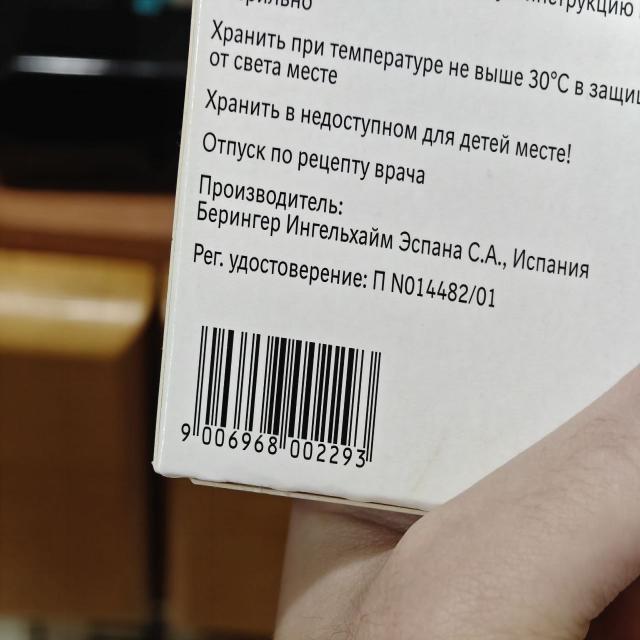 инструкцию
Хранить при температуре не выше 30°C в
от света месте
Хранить в недоступном для детей месте!
Отпуск по рецепту врача
Производитель:
Берингер Ингельхайм Эспана С.А., Испания
Рег. удостоверение: П N014482/01
9 006968 002293